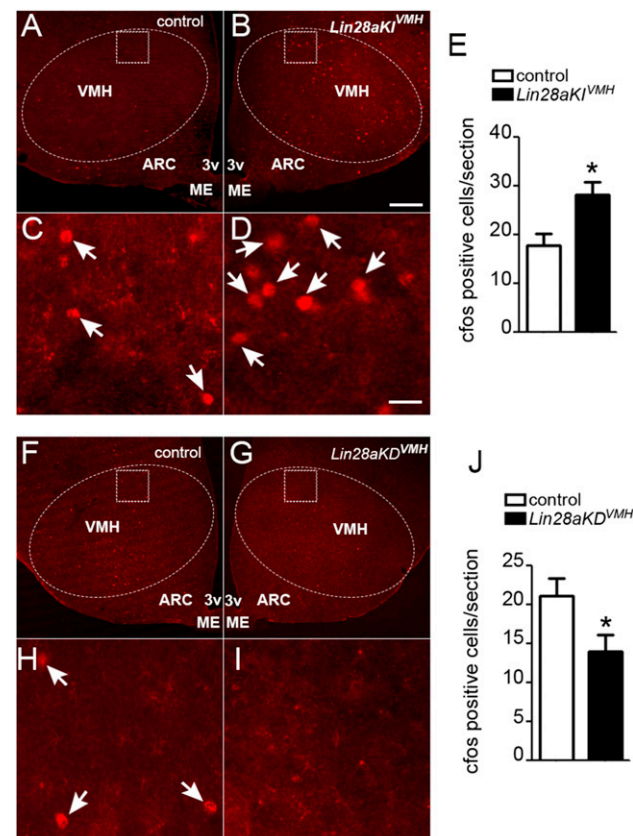 A control B Lin28aKI^VMH
VMH VMH
ARC 3v 3v ARC
ME ME
C D
E
control
Lin28aKI^VMH
cfos positive cells/section
40
30
20
10
0
*
F control G Lin28aKD^VMH
VMH VMH
ARC 3v 3v ARC
ME ME
H I
J
control
Lin28aKD^VMH
cfos positive cells/section
25
20
15
10
5
0
*